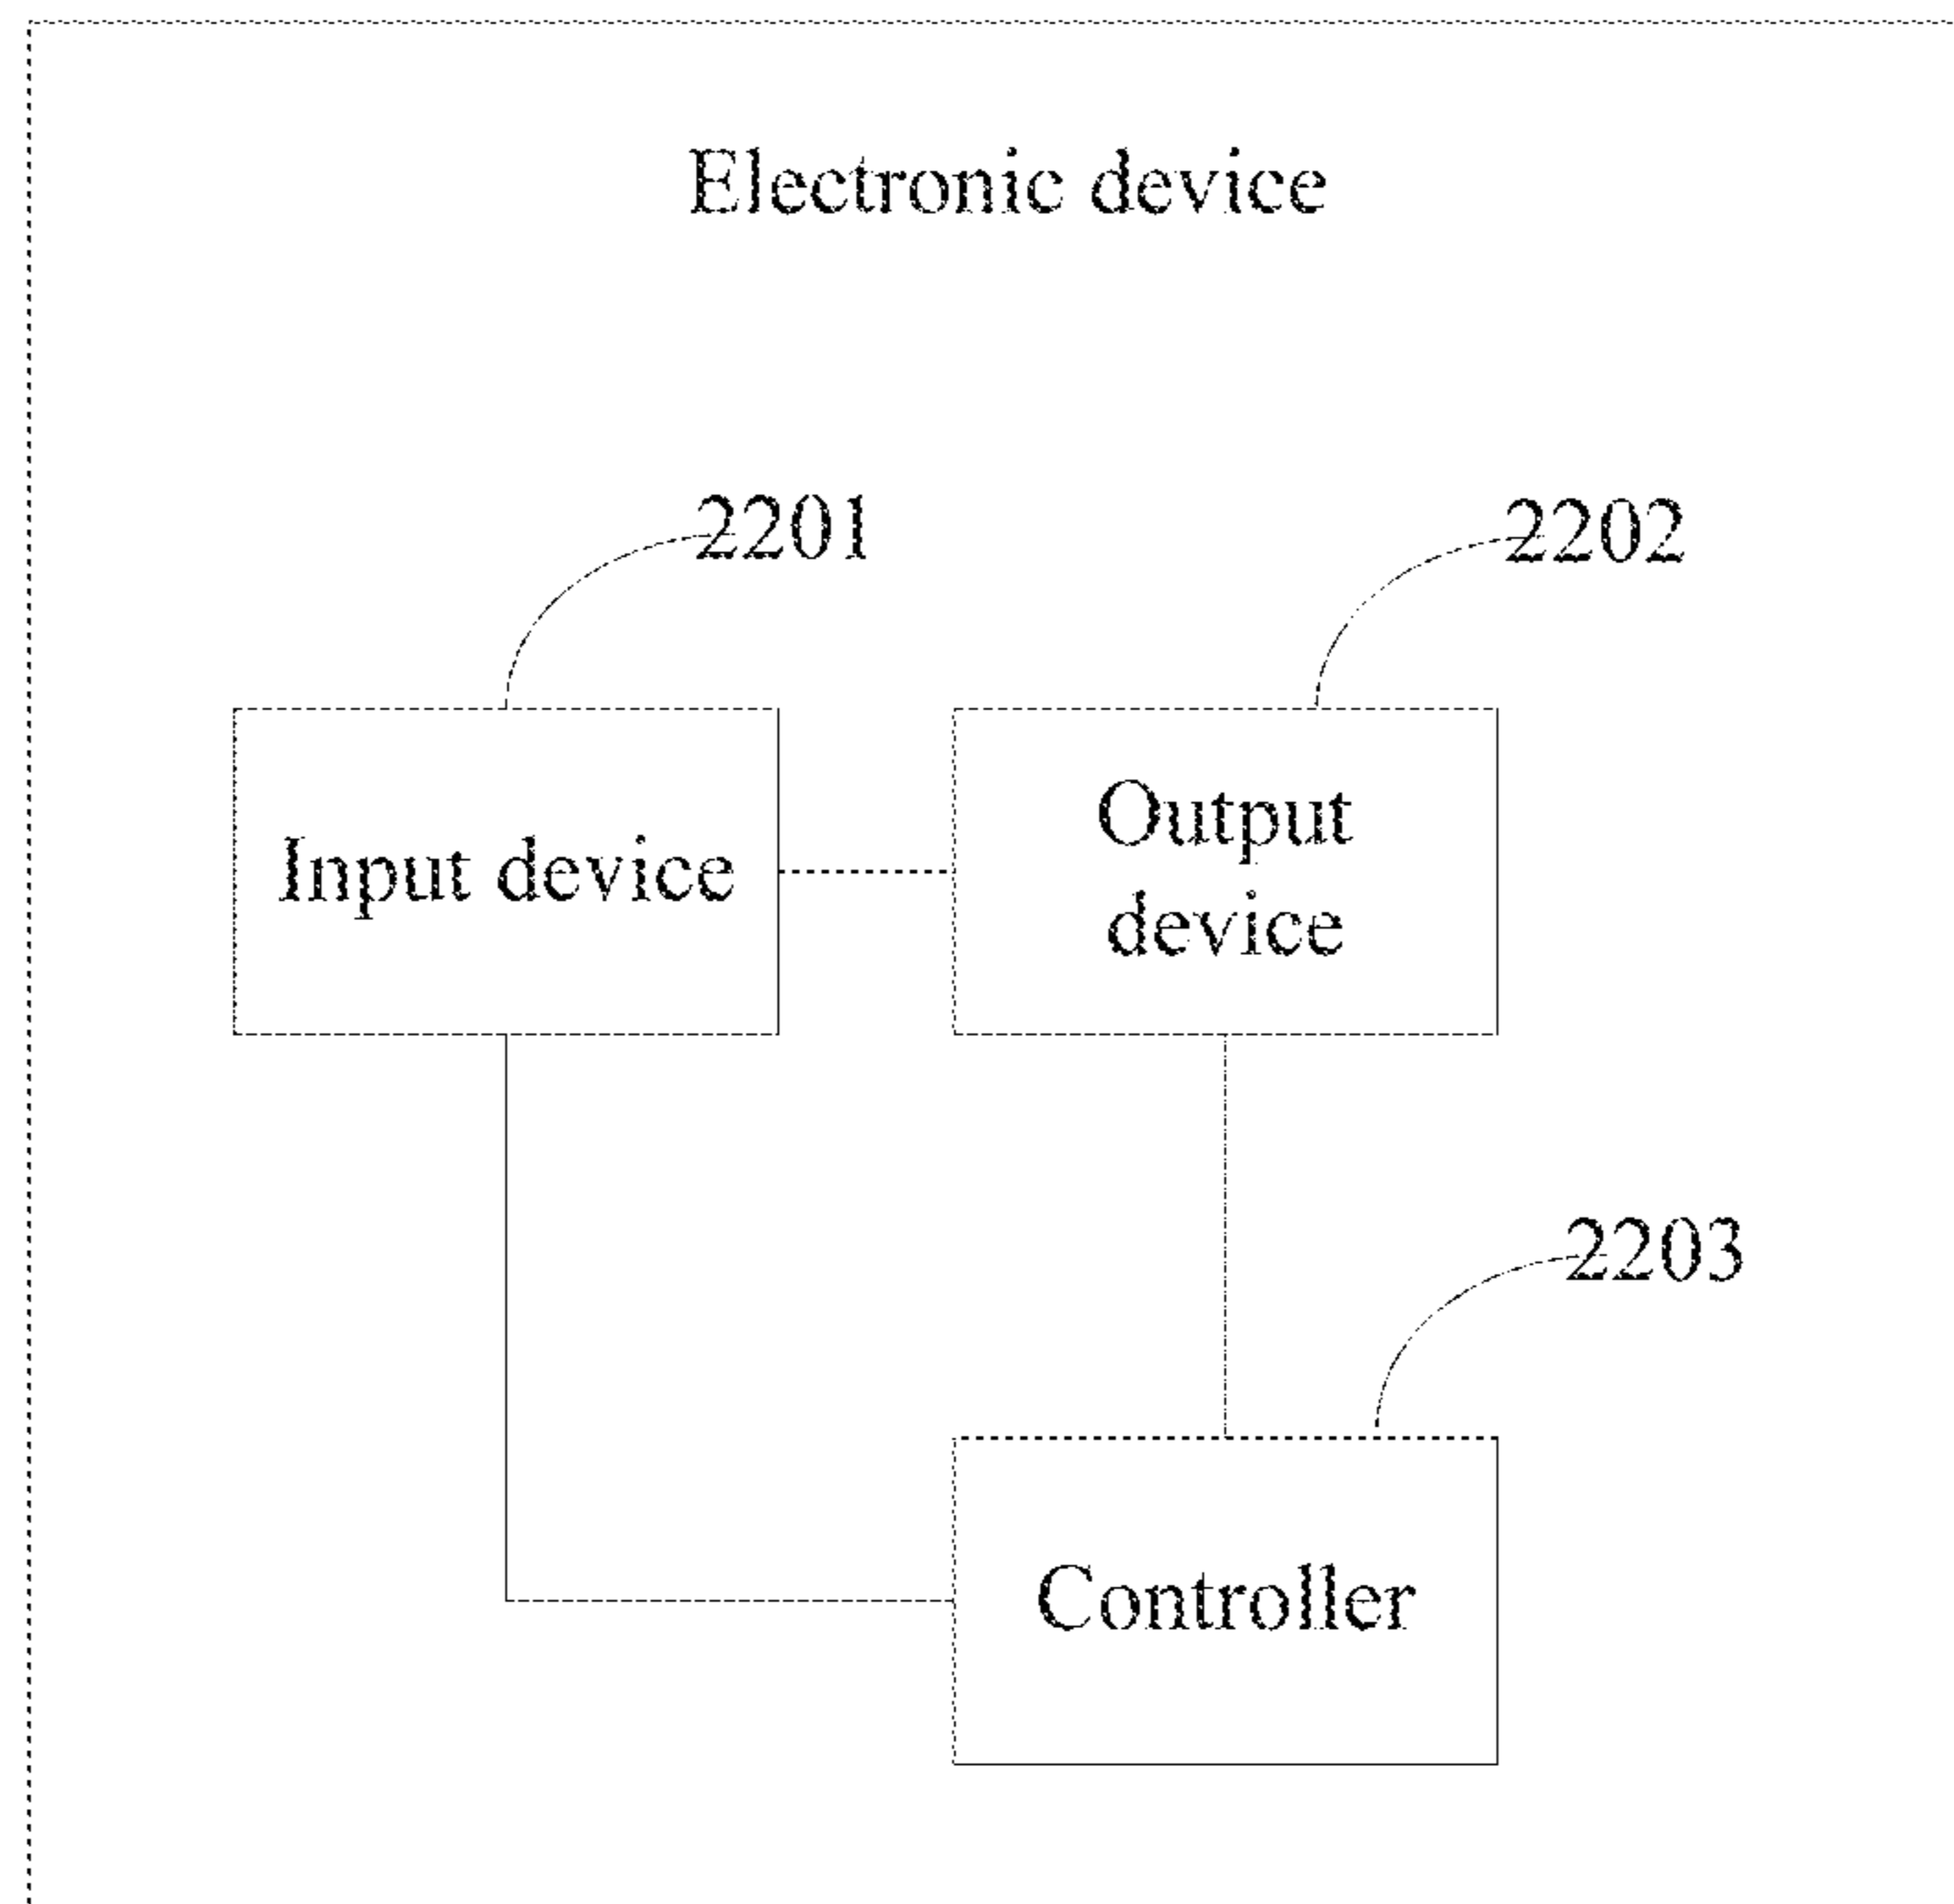 Electronic device
2201
2202
Input device
Output
device
2203
Controller